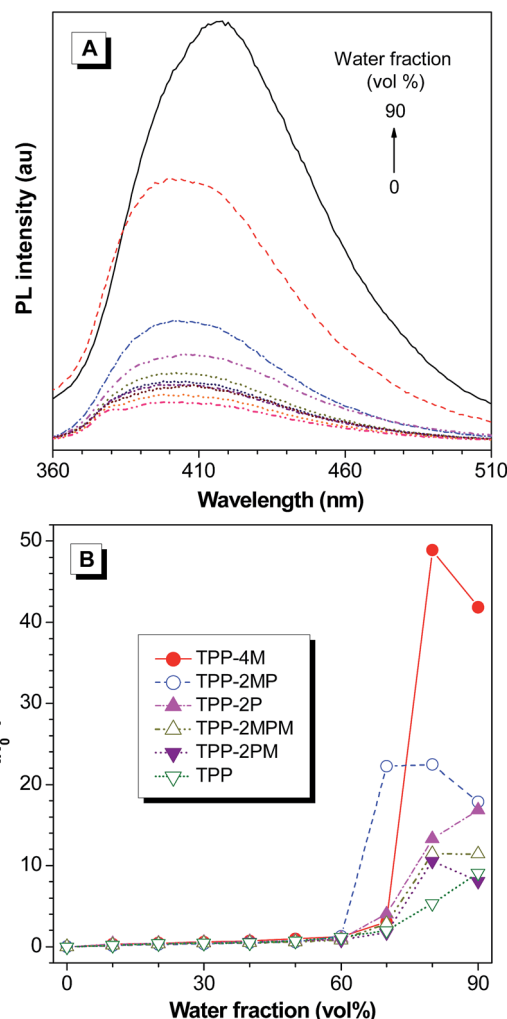 A
Water fraction
(vol %)
90
0
PL intensity (au)
360
410
460
510
Wavelength (nm)
B
50
40
30
20
10
0
TPP-4M
TPP-2MP
TPP-2P
TPP-2MPM
TPP-2PM
TPP
0
30
60
90
Water fraction (vol%)